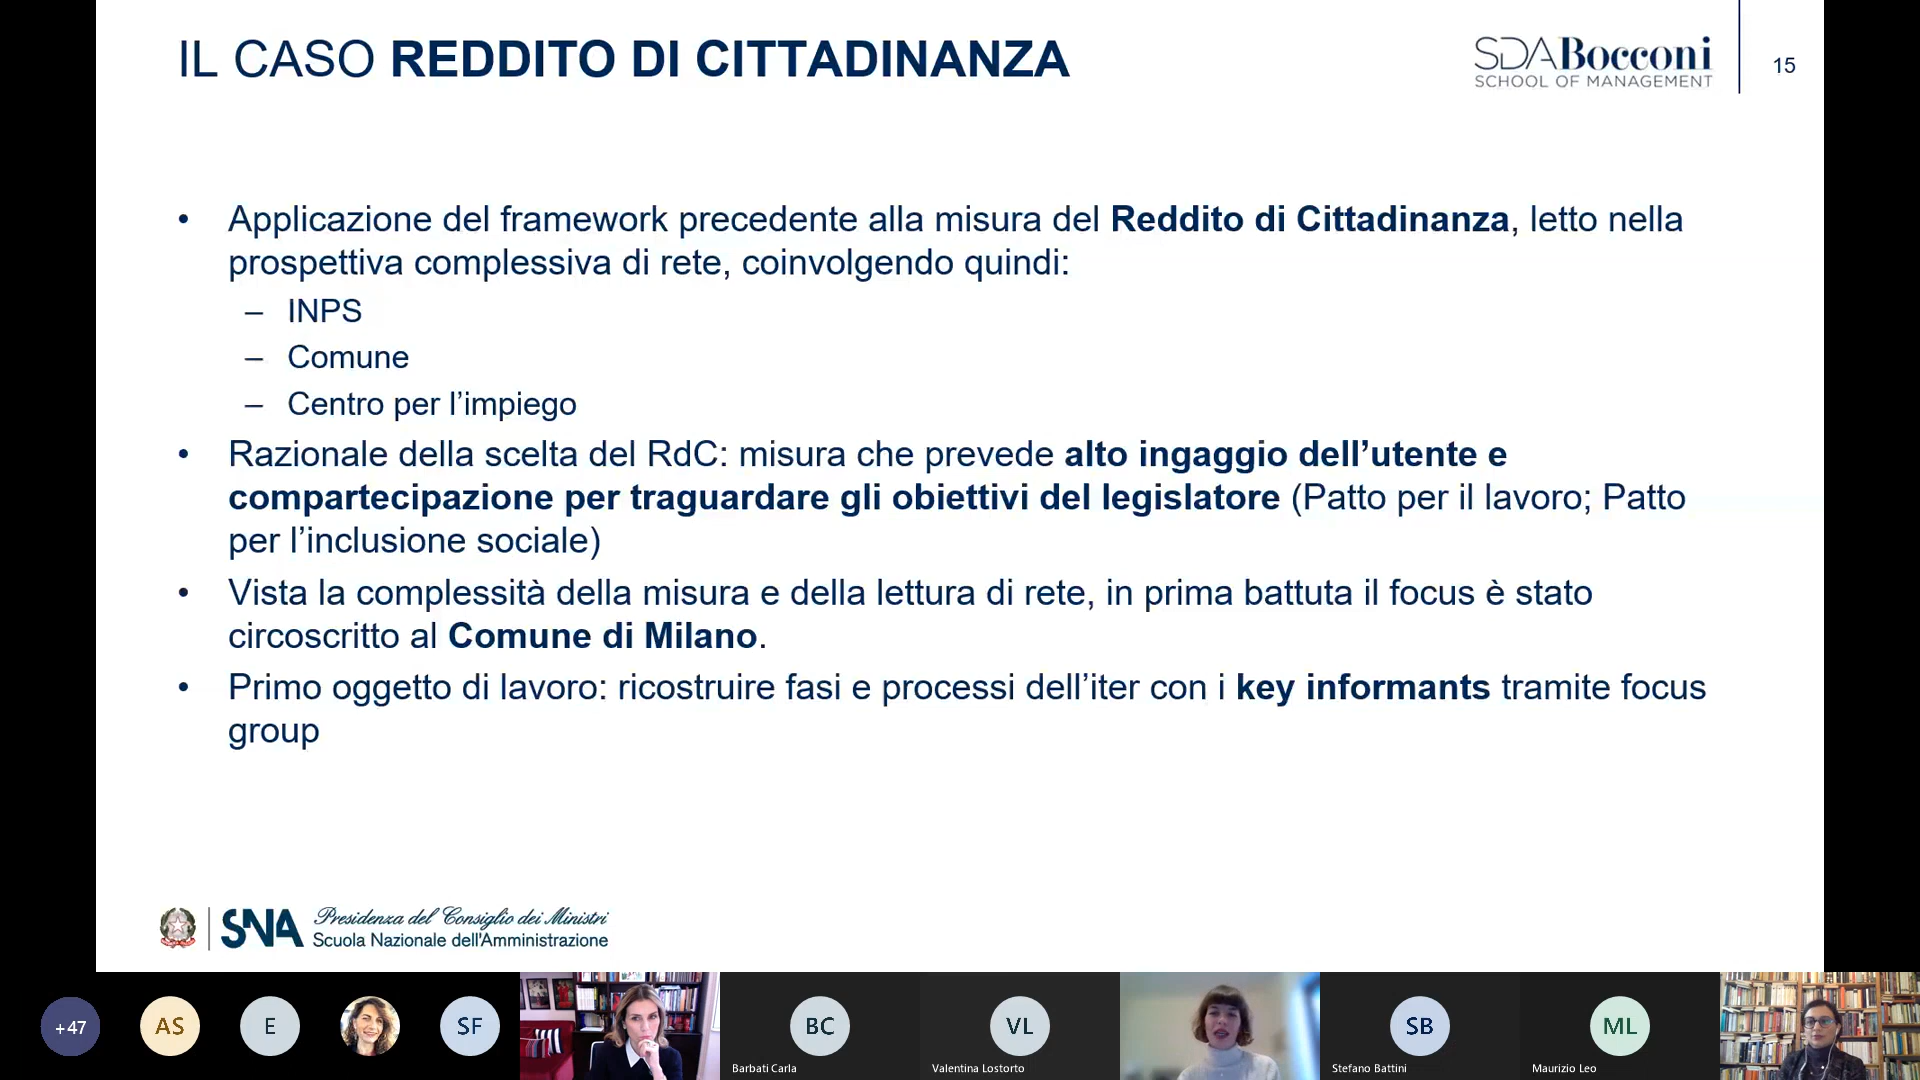 IL CASO REDDITO DI CITTADINANZA
SDA Bocconi
SCHOOL OF MANAGEMENT
15
• Applicazione del framework precedente alla misura del Reddito di Cittadinanza, letto nella
prospettiva complessiva di rete, coinvolgendo quindi:
– INPS
– Comune
– Centro per l’impiego
• Razionale della scelta del RdC: misura che prevede alto ingaggio dell’utente e
compartecipazione per traguardare gli obiettivi del legislatore (Patto per il lavoro; Patto
per l’inclusione sociale)
• Vista la complessità della misura e della lettura di rete, in prima battuta il focus è stato
circoscritto al Comune di Milano.
• Primo oggetto di lavoro: ricostruire fasi e processi dell’iter con i key informants tramite focus
group
SNA
Presidenza del Consiglio dei Ministri
Scuola Nazionale dell'Amministrazione
+47
AS
E
SF
BC
Barbati Carla
VL
Valentina Lostorto
SB
Stefano Battini
ML
Maurizio Leo